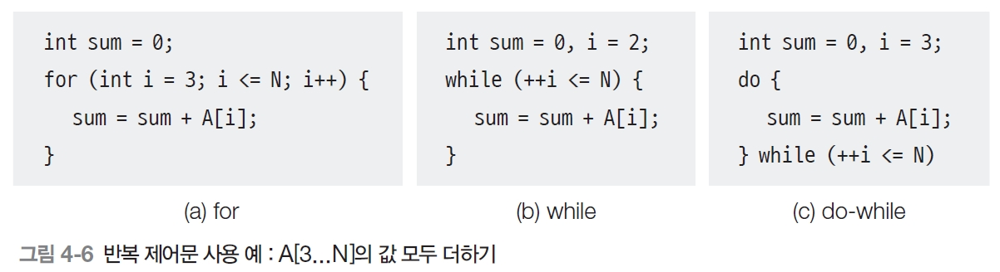 int sum = 0;
for (int i = 3; i <= N; i++) {
sum = sum + A[i];
}
(a) for
int sum = 0, i = 2;
while (++i <= N) {
sum = sum + A[i];
}
(b) while
int sum = 0, i = 3;
do {
sum = sum + A[i];
} while (++i <= N)
(c) do-while
그림 4-6 반복 제어문 사용 예 : A[3...N]의 값 모두 더하기